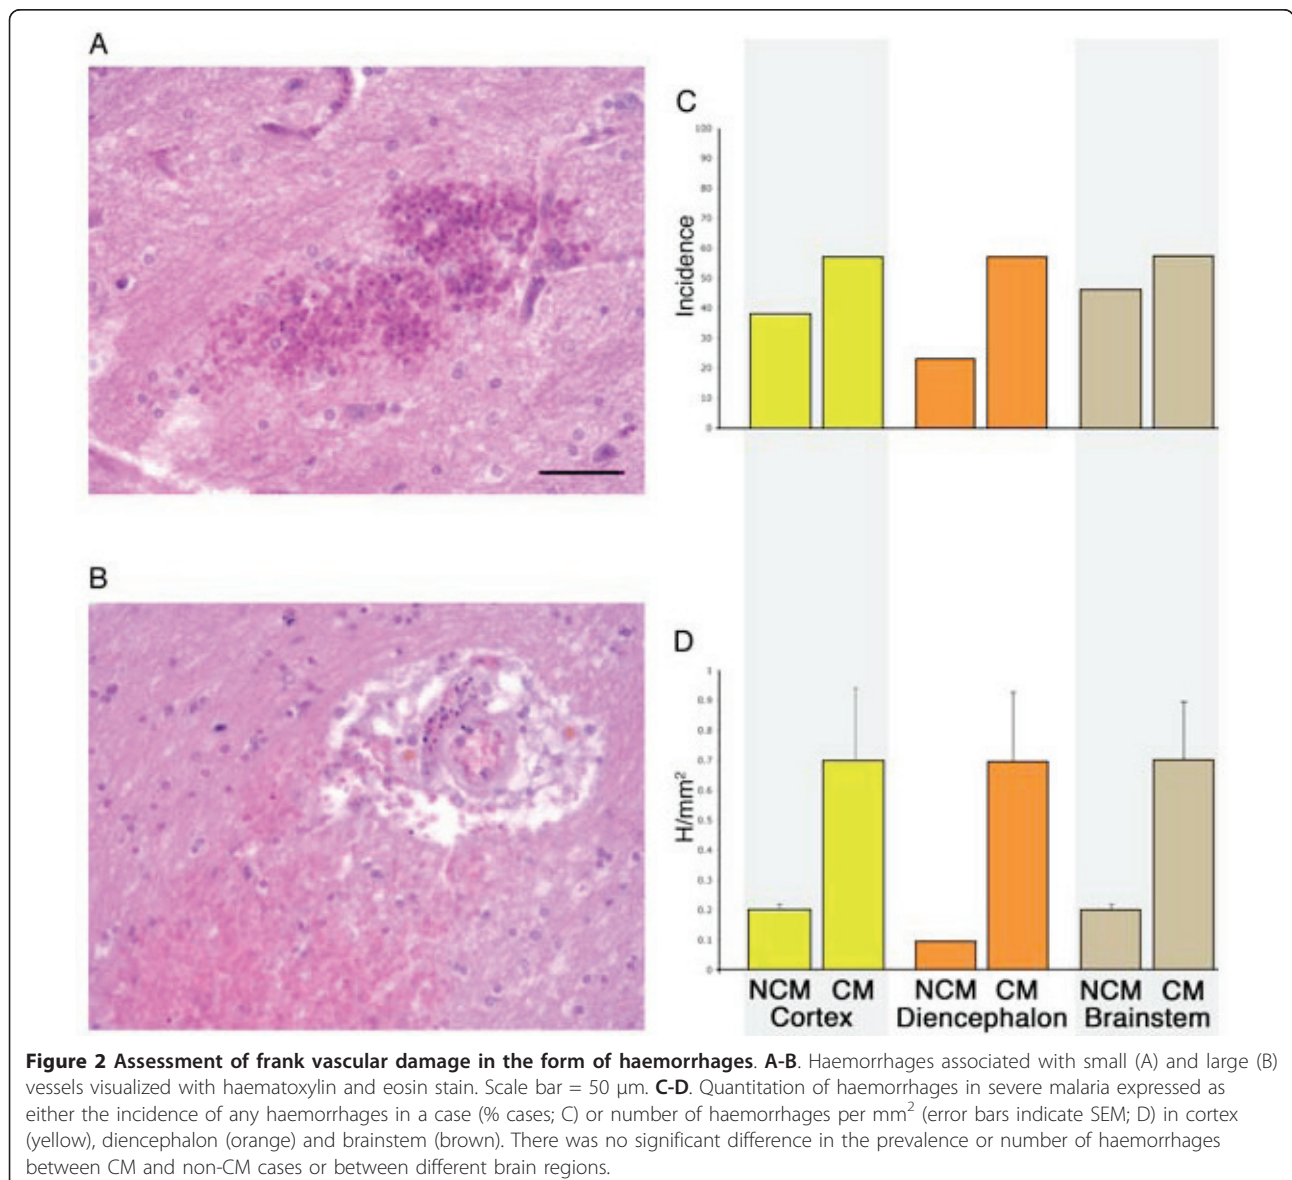 A
B
C
Incidence
100
90
80
70
60
50
40
30
20
10
0
D
H/mm²
1
0.9
0.8
0.7
0.6
0.5
0.4
0.3
0.2
0.1
0
NCM CM NCM CM NCM CM
Cortex Diencephalon Brainstem
Figure 2 Assessment of frank vascular damage in the form of haemorrhages. A-B. Haemorrhages associated with small (A) and large (B)
vessels visualized with haematoxylin and eosin stain. Scale bar = 50 μm. C-D. Quantitation of haemorrhages in severe malaria expressed as
either the incidence of any haemorrhages in a case (% cases; C) or number of haemorrhages per mm² (error bars indicate SEM; D) in cortex
(yellow), diencephalon (orange) and brainstem (brown). There was no significant difference in the prevalence or number of haemorrhages
between CM and non-CM cases or between different brain regions.